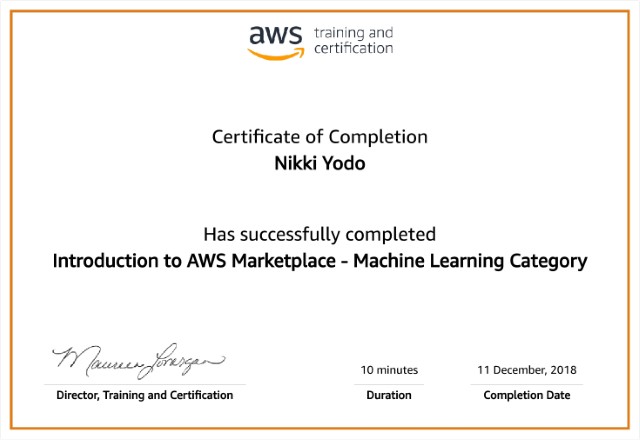 aws training and
certification
Certificate of Completion
Nikki Yodo
Has successfully completed
Introduction to AWS Marketplace - Machine Learning Category
Maureen Lonergan
10 minutes
11 December, 2018
Director, Training and Certification
Duration
Completion Date